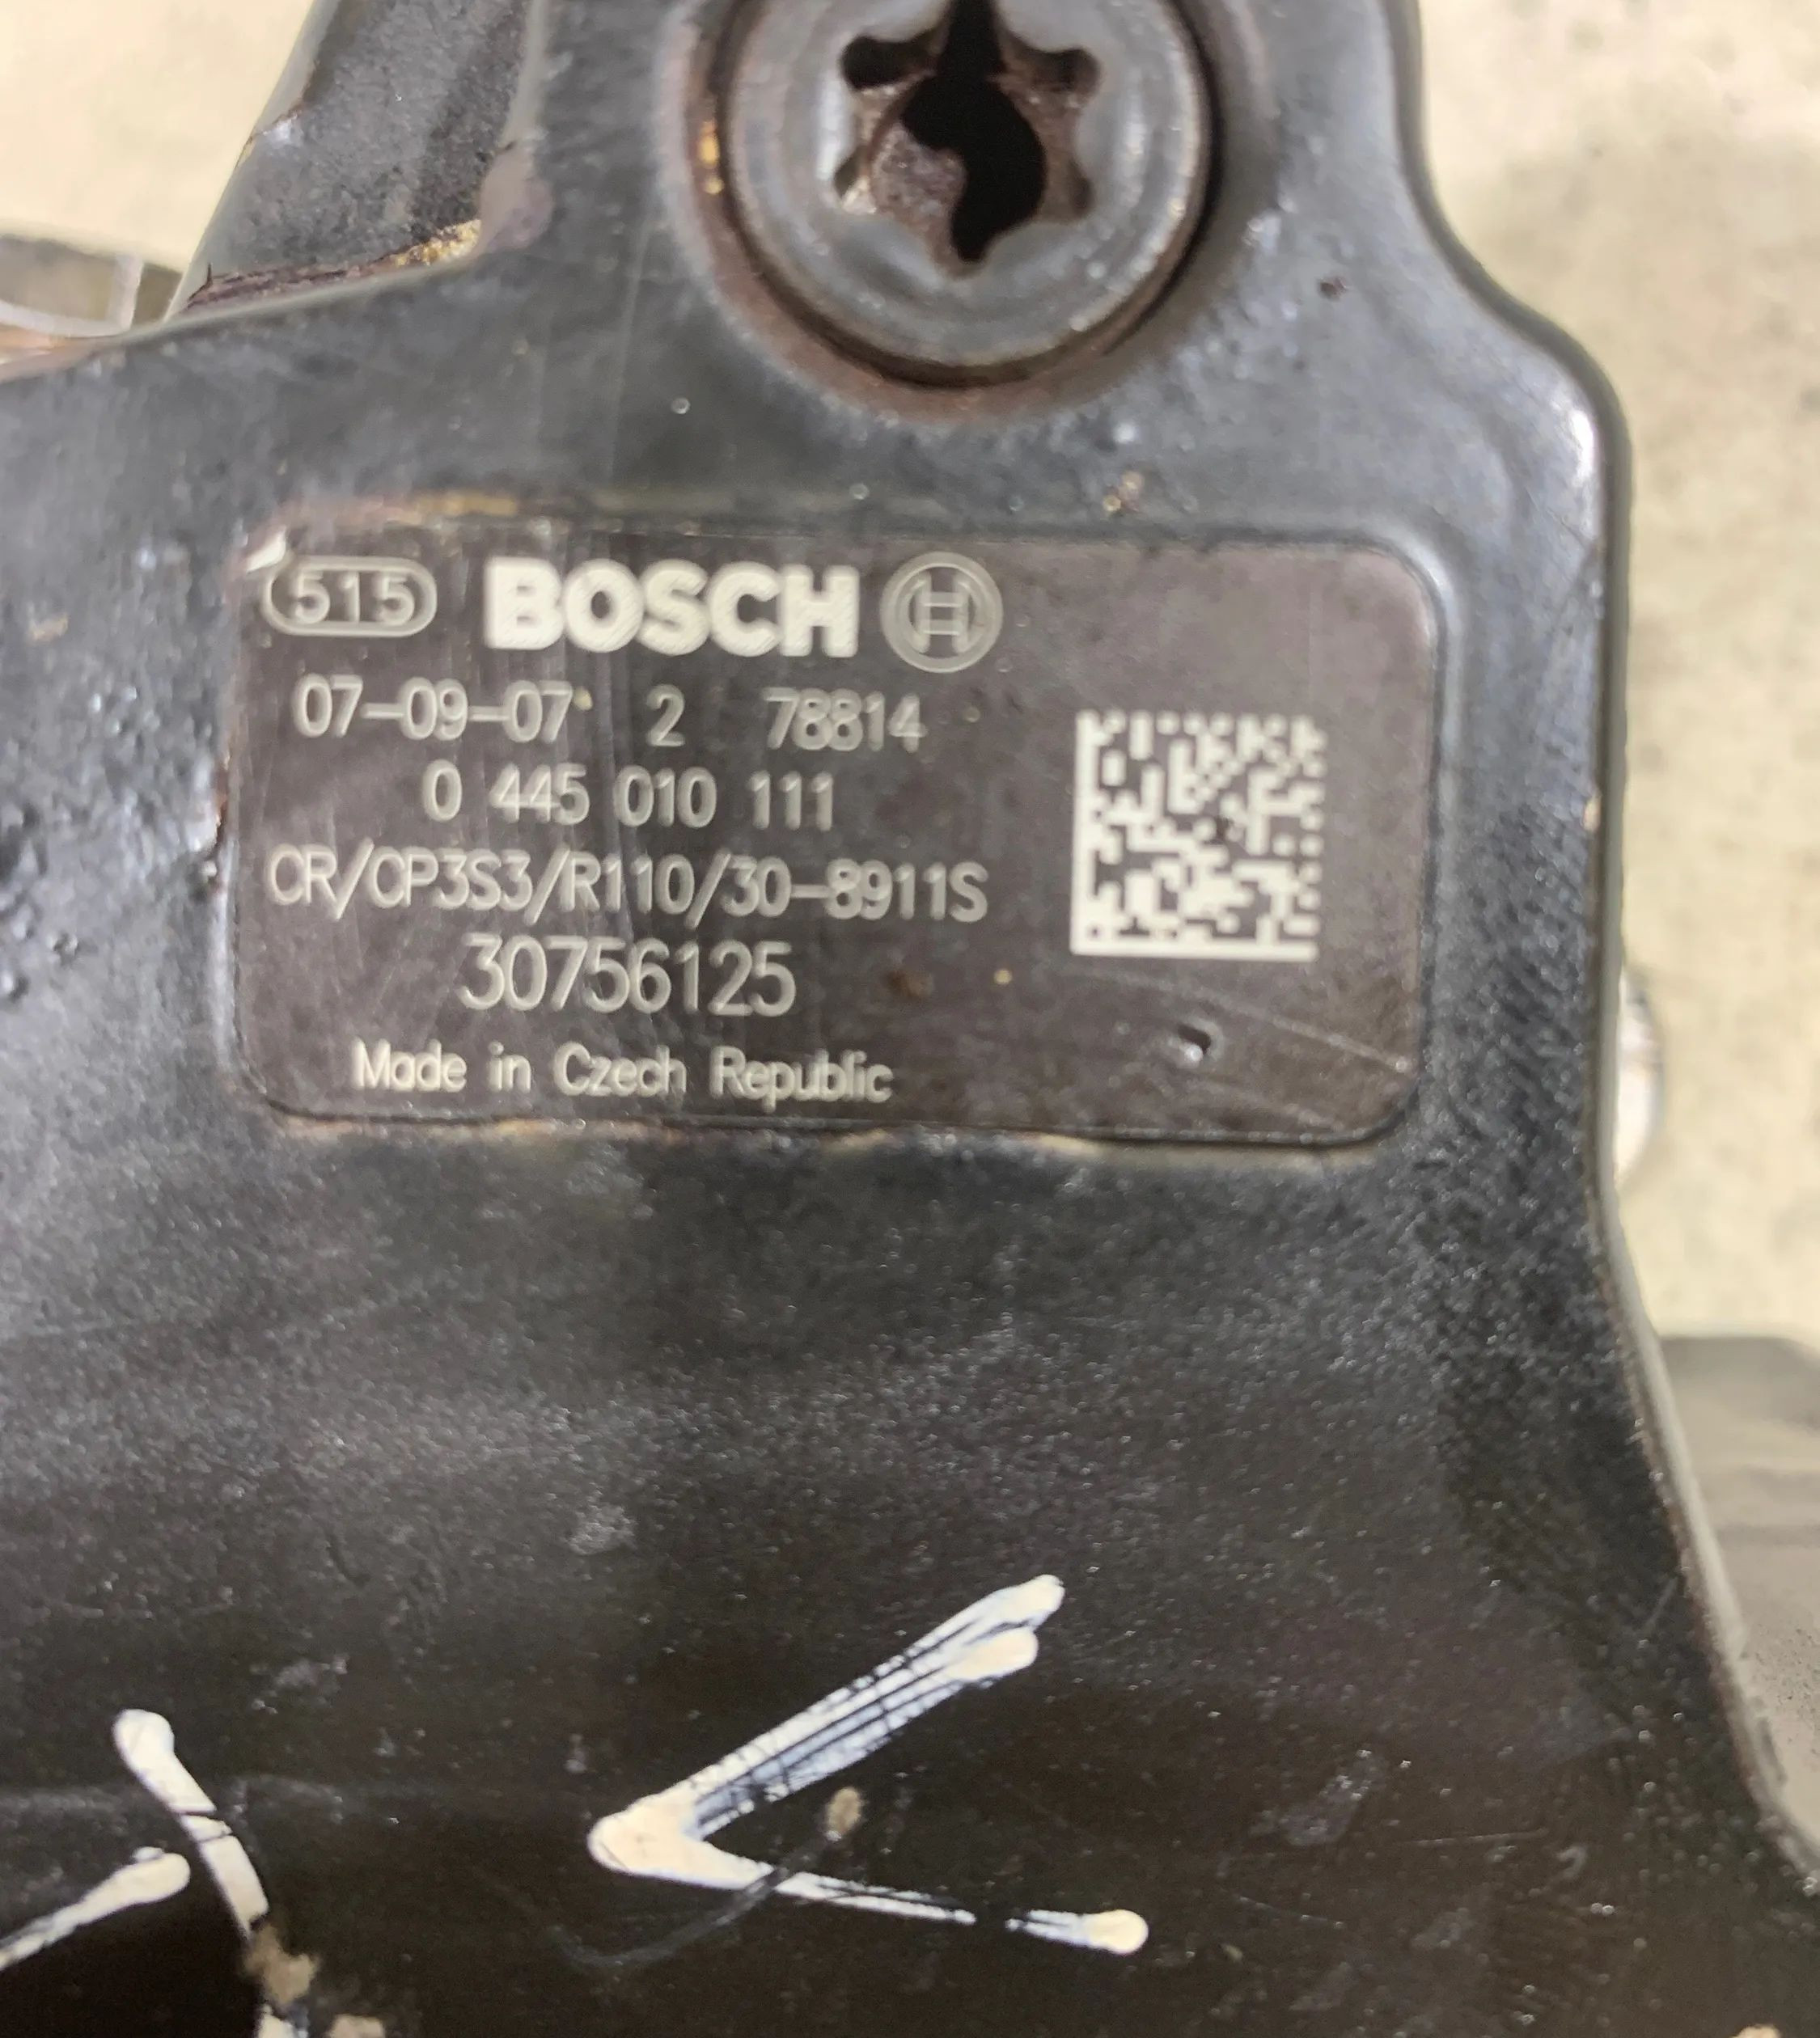 515 BOSCH
07-09-07 2 78814
0 445 010 111
CR/CP3S3/R110/30-8911S
30756125
Made in Czech Republic